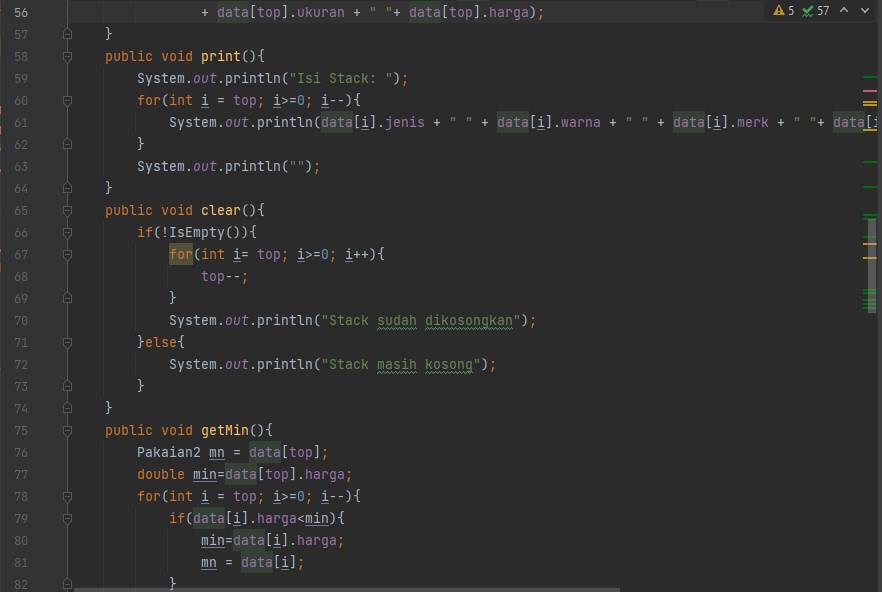 5 57
56 + data[top].ukuran + " "+ data[top].harga);
57 }
58 public void print(){
59 System.out.println("Isi Stack: ");
60 for(int i = top; i>=0; i--){
61 System.out.println(data[i].jenis + " " + data[i].warna + " " + data[i].merk + " "+ data[i
62 }
63 System.out.println("");
64 }
65 public void clear(){
66 if(!IsEmpty()){
67 for(int i= top; i>=0; i++){
68 top--;
69 }
70 System.out.println("Stack sudah dikosongkan");
71 }else{
72 System.out.println("Stack masih kosong");
73 }
74 }
75 public void getMin(){
76 Pakaian2 mn = data[top];
77 double min=data[top].harga;
78 for(int i = top; i>=0; i--){
79 if(data[i].harga<min){
80 min=data[i].harga;
81 mn = data[i];
82 }